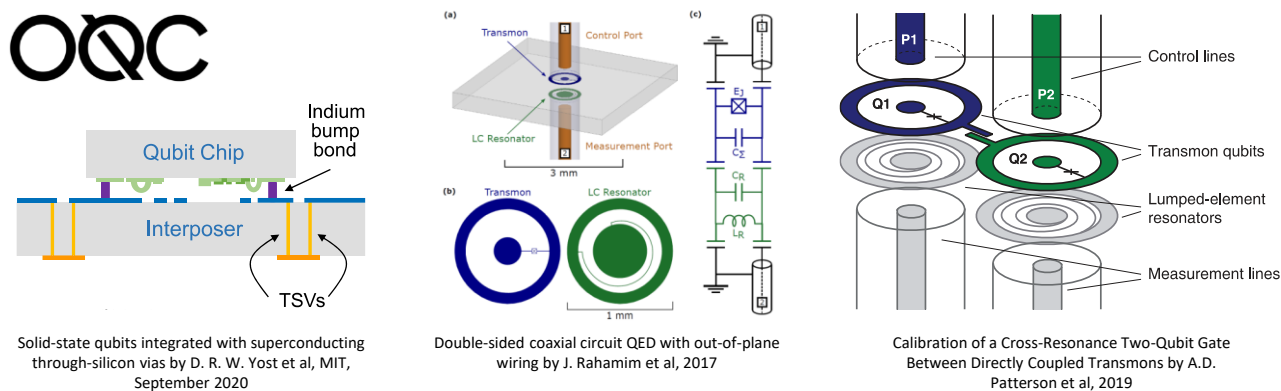 OQC
Indium
bump
bond
Qubit Chip
Interposer
TSVs
Solid-state qubits integrated with superconducting
through-silicon vias by D. R. W. Yost et al, MIT,
September 2020
(a)
Transmon
1
Control Port
LC Resonator
Measurement Port
2
3 mm
(b)
Transmon
LC Resonator
1 mm
(c)
1
EJ
CΣ
CR
LR
2
Double-sided coaxial circuit QED with out-of-plane
wiring by J. Rahamim et al, 2017
P1
Control lines
P2
Q1
Transmon qubits
Q2
Lumped-element
resonators
Measurement lines
Calibration of a Cross-Resonance Two-Qubit Gate
Between Directly Coupled Transmons by A.D.
Patterson et al, 2019